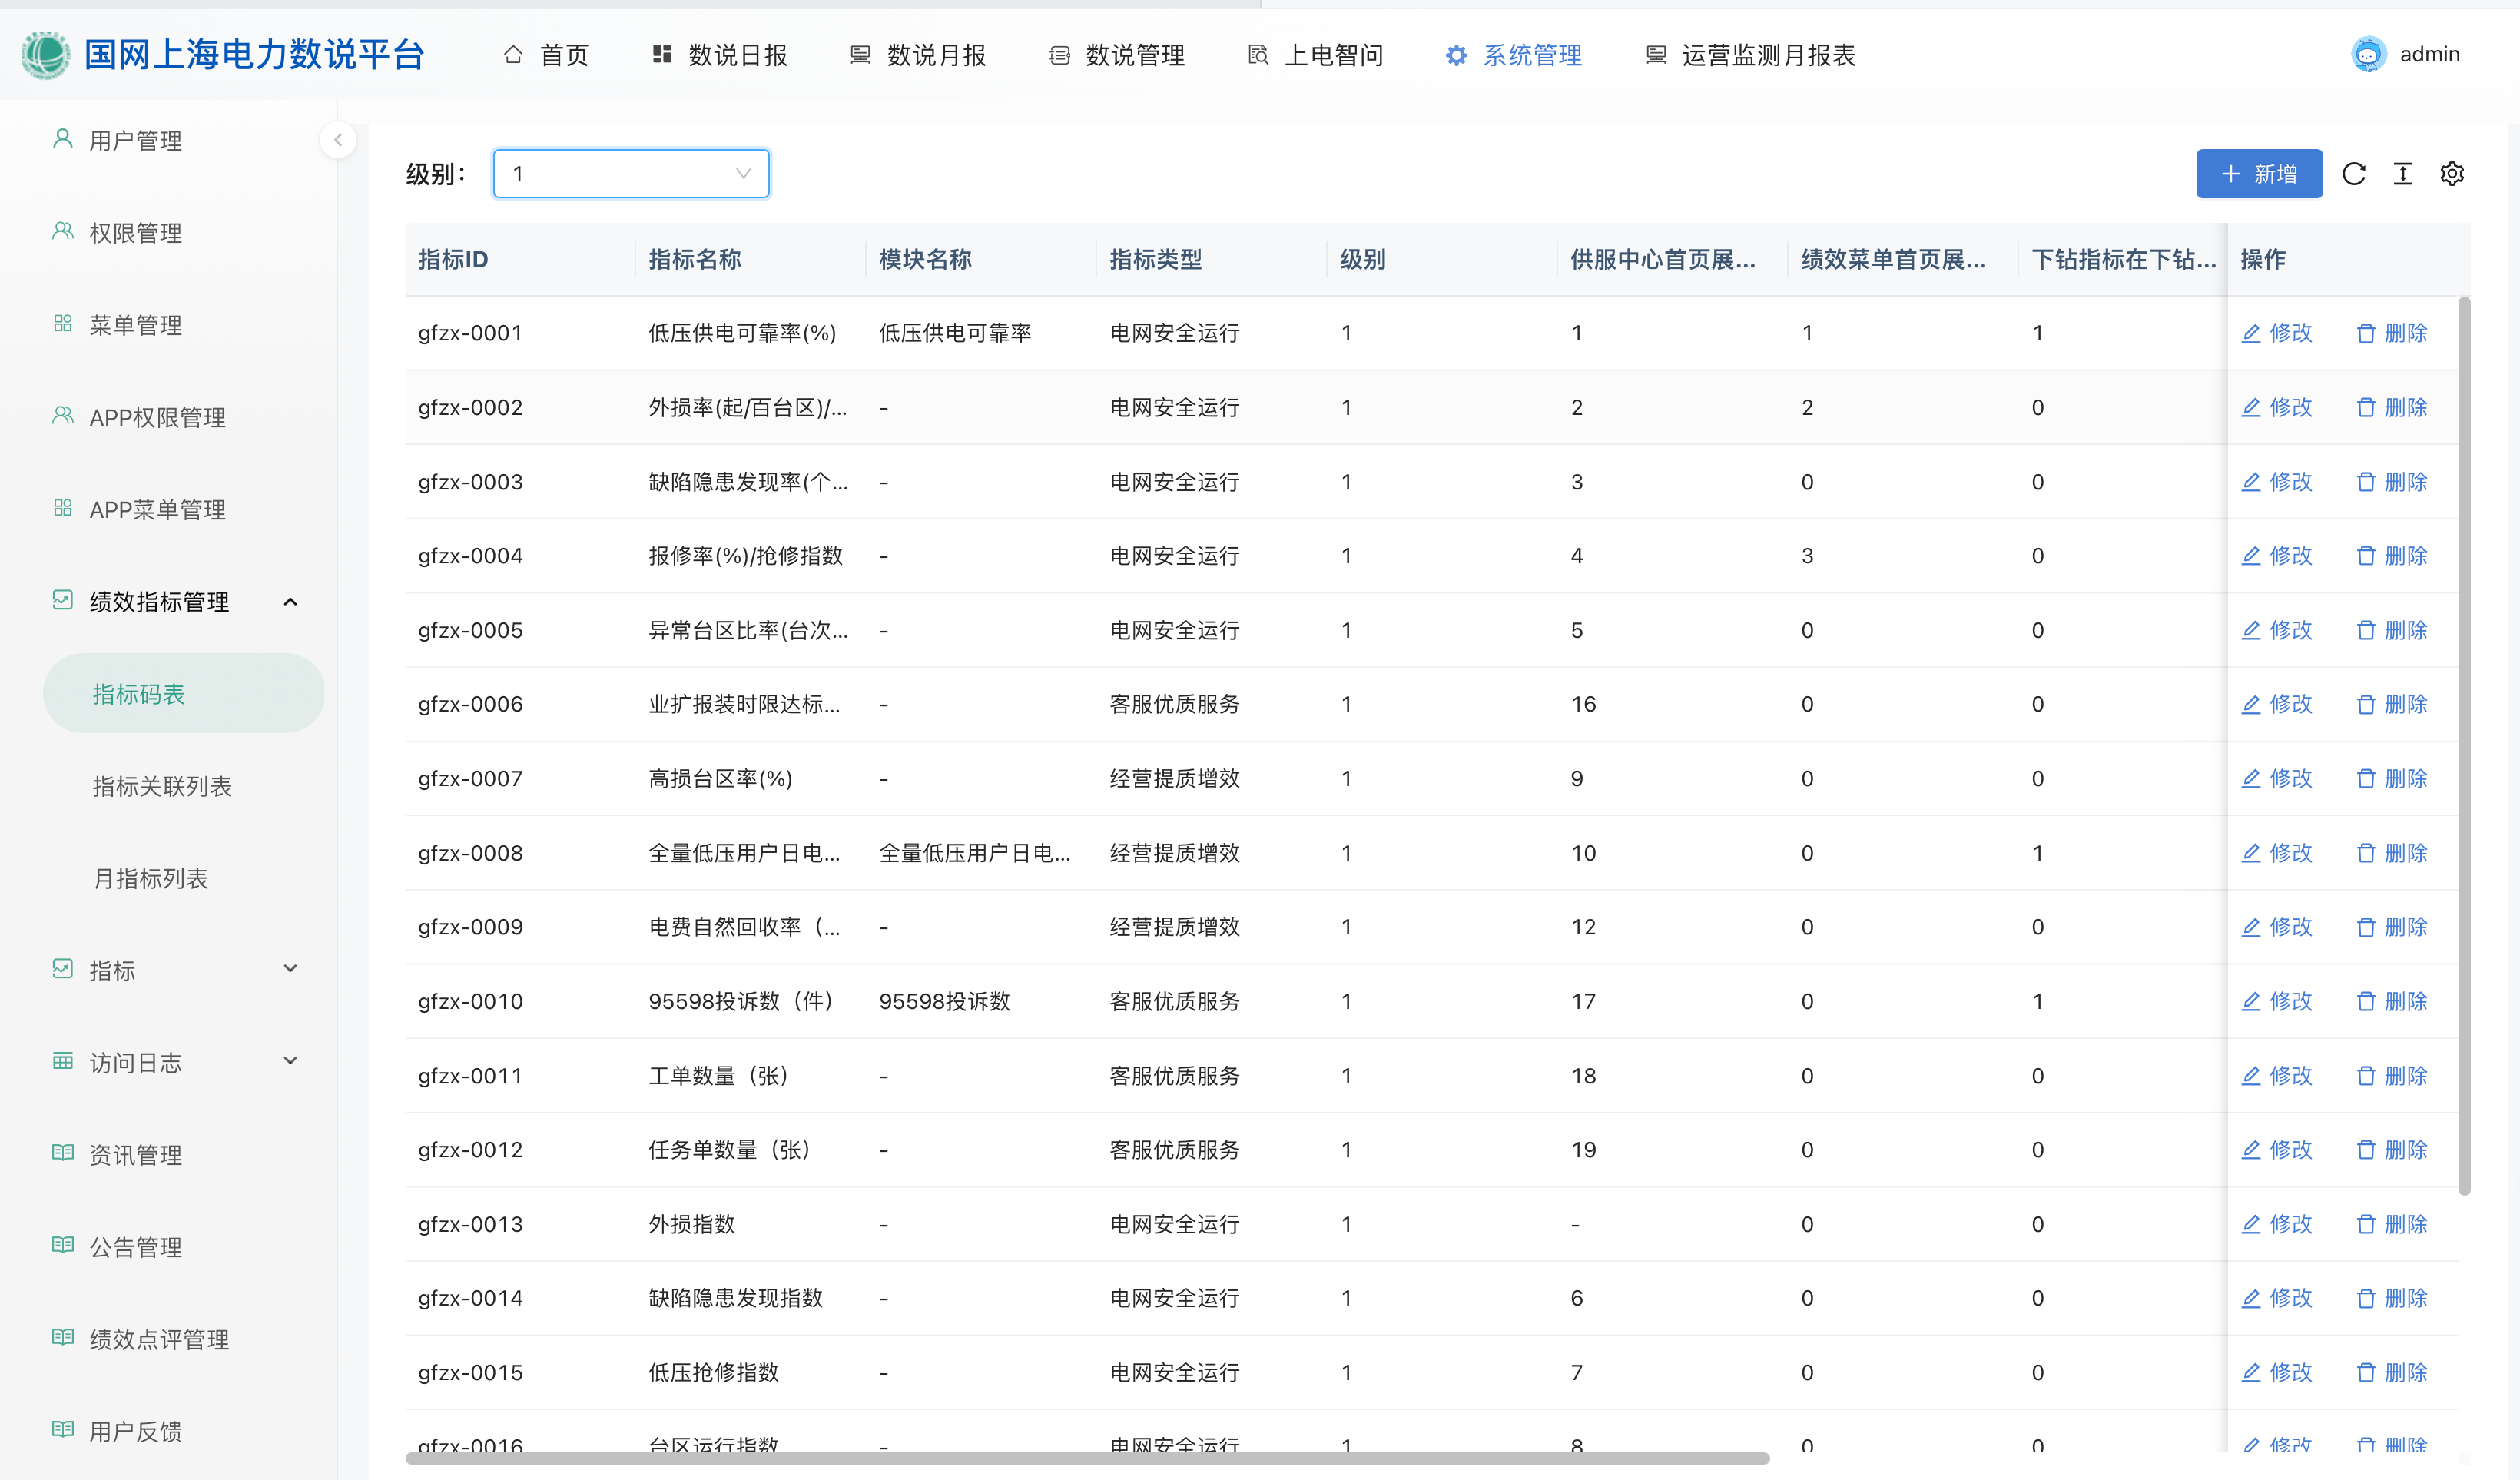 国网上海电力数说平台 首页 数说日报 数说月报 数说管理 上电智问 系统管理 运营监测月报表 admin
用户管理
权限管理
菜单管理
APP权限管理
APP菜单管理
绩效指标管理
指标码表
指标关联列表
月指标列表
指标
访问日志
资讯管理
公告管理
绩效点评管理
用户反馈
级别： 1 新增
指标ID 指标名称 模块名称 指标类型 级别 供服中心首页展... 绩效菜单首页展... 下钻指标在下钻... 操作
gfzx-0001 低压供电可靠率(%) 低压供电可靠率 电网安全运行 1 1 1 1 修改 删除
gfzx-0002 外损率(起/百台区)/... - 电网安全运行 1 2 2 0 修改 删除
gfzx-0003 缺陷隐患发现率(个... - 电网安全运行 1 3 0 0 修改 删除
gfzx-0004 报修率(%)/抢修指数 - 电网安全运行 1 4 3 0 修改 删除
gfzx-0005 异常台区比率(台次... - 电网安全运行 1 5 0 0 修改 删除
gfzx-0006 业扩报装时限达标... - 客服优质服务 1 16 0 0 修改 删除
gfzx-0007 高损台区率(%) - 经营提质增效 1 9 0 0 修改 删除
gfzx-0008 全量低压用户日电... 全量低压用户日电... 经营提质增效 1 10 0 1 修改 删除
gfzx-0009 电费自然回收率（... - 经营提质增效 1 12 0 0 修改 删除
gfzx-0010 95598投诉数（件） 95598投诉数 客服优质服务 1 17 0 1 修改 删除
gfzx-0011 工单数量（张） - 客服优质服务 1 18 0 0 修改 删除
gfzx-0012 任务单数量（张） - 客服优质服务 1 19 0 0 修改 删除
gfzx-0013 外损指数 - 电网安全运行 1 - 0 0 修改 删除
gfzx-0014 缺陷隐患发现指数 - 电网安全运行 1 6 0 0 修改 删除
gfzx-0015 低压抢修指数 - 电网安全运行 1 7 0 0 修改 删除
gfzx-0016 台区运行指数 - 电网安全运行 1 8 0 0 修改 删除